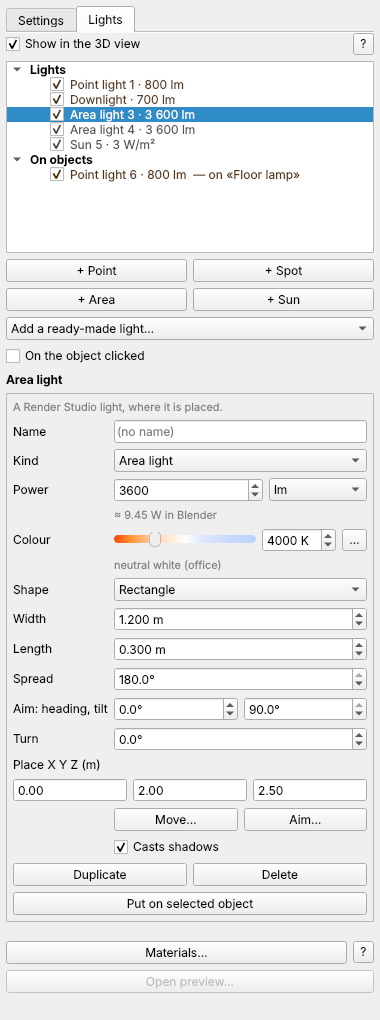 Settings
Lights
Show in the 3D view
?
Lights
Point light 1 · 800 lm
Downlight · 700 lm
Area light 3 · 3 600 lm
Area light 4 · 3 600 lm
Sun 5 · 3 W/m²
On objects
Point light 6 · 800 lm — on «Floor lamp»
+ Point
+ Spot
+ Area
+ Sun
Add a ready-made light...
On the object clicked
Area light
A Render Studio light, where it is placed.
Name (no name)
Kind Area light
Power 3600 lm
≈ 9.45 W in Blender
Colour 4000 K ...
neutral white (office)
Shape Rectangle
Width 1.200 m
Length 0.300 m
Spread 180.0°
Aim: heading, tilt 0.0° 90.0°
Turn 0.0°
Place X Y Z (m)
0.00 2.00 2.50
Move... Aim...
Casts shadows
Duplicate Delete
Put on selected object
Materials... ?
Open preview...